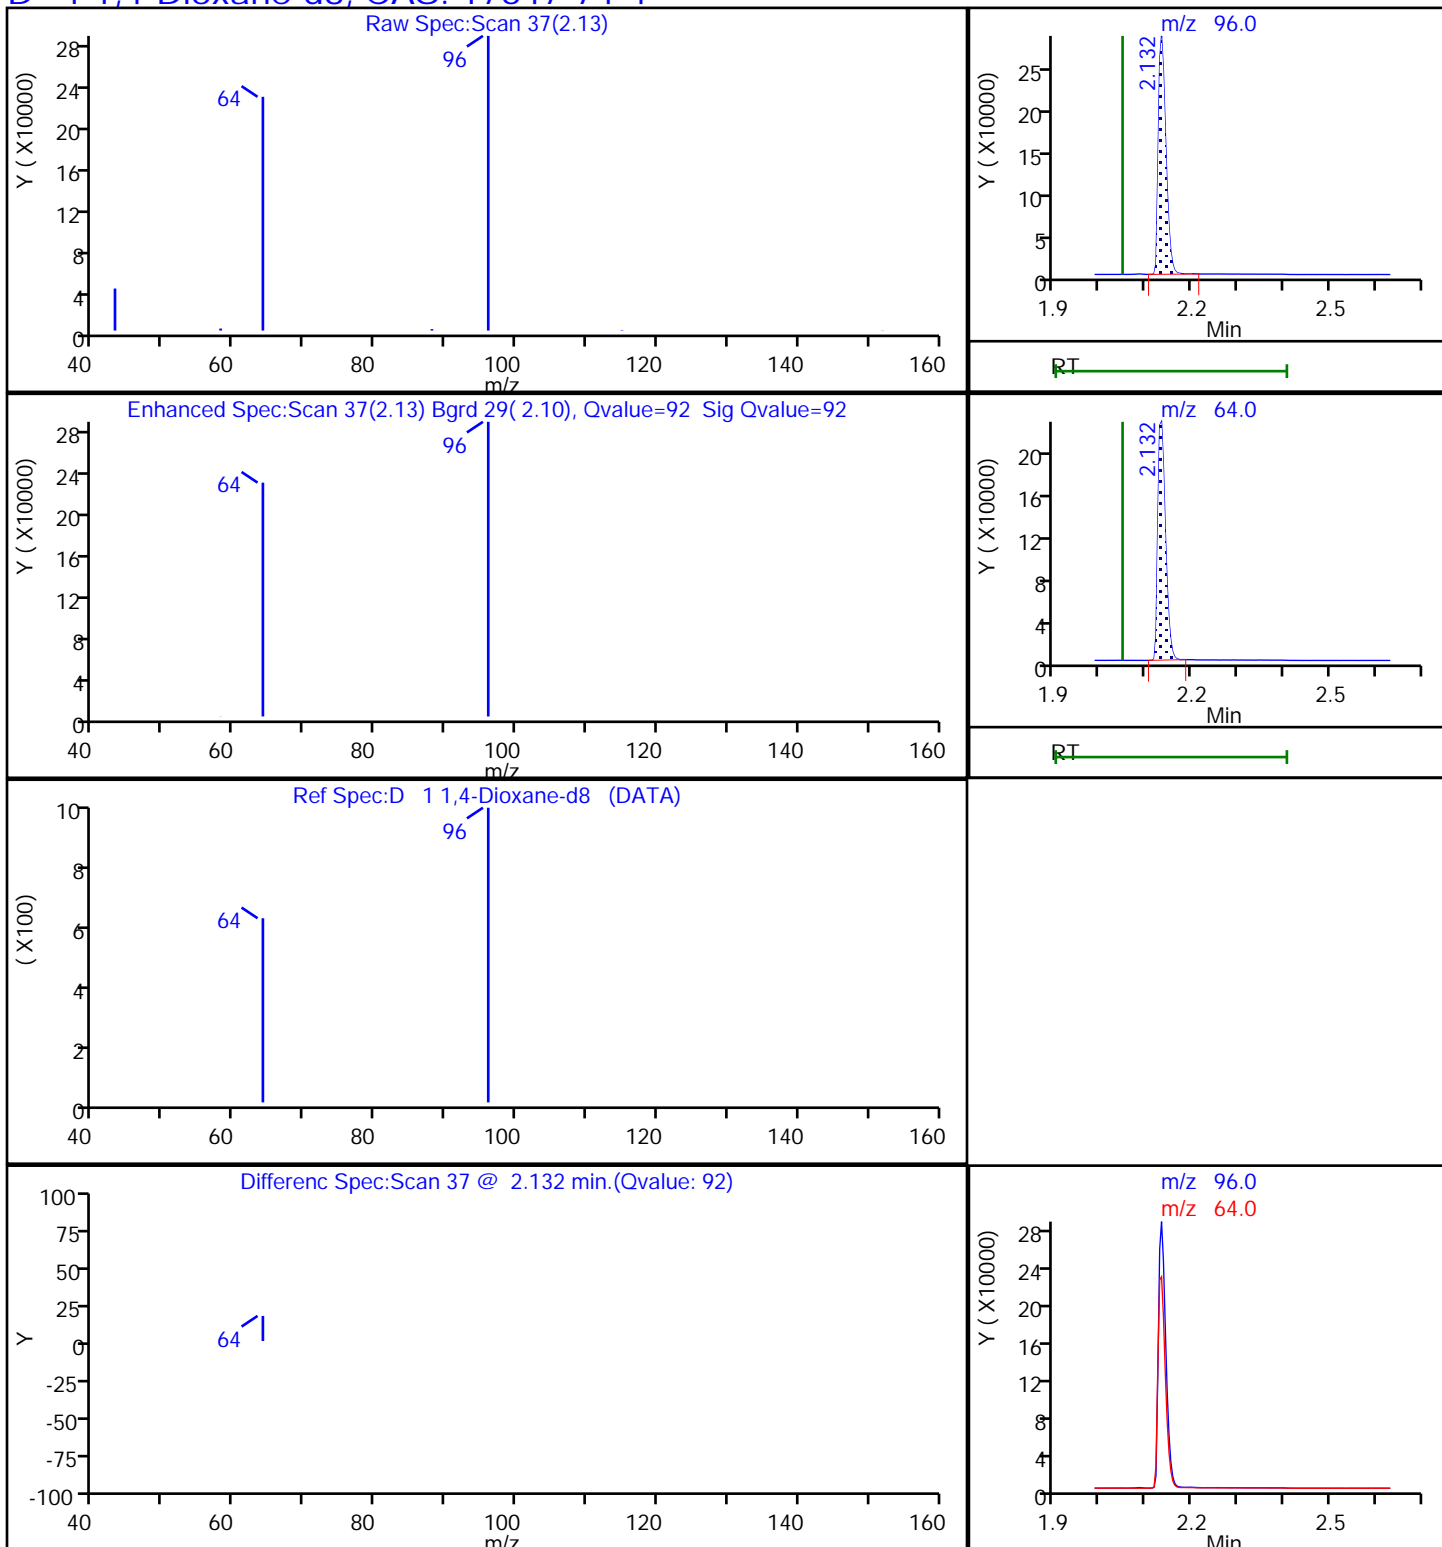 Raw Spec:Scan 37(2.13)
Y ( X10000)
28
24
20
16
12
8
4
0
96
64
40 60 80 100 120 140 160
m/z
m/z 96.0
Y ( X10000)
25
20
15
10
5
0
2.132
1.9 2.2 2.5
Min
RT
Enhanced Spec:Scan 37(2.13) Bgrd 29( 2.10), Qvalue=92 Sig Qvalue=92
Y ( X10000)
28
24
20
16
12
8
4
0
96
64
40 60 80 100 120 140 160
m/z
m/z 64.0
Y ( X10000)
20
16
12
8
4
0
2.132
1.9 2.2 2.5
Min
RT
Ref Spec:D 1 1,4-Dioxane-d8 (DATA)
( X100)
10
8
6
4
2
0
96
64
40 60 80 100 120 140 160
Differenc Spec:Scan 37 @ 2.132 min.(Qvalue: 92)
Y
100
75
50
25
0
-25
-50
-75
-100
64
40 60 80 100 120 140 160
m/z
m/z 96.0
m/z 64.0
Y ( X10000)
28
24
20
16
12
8
4
0
1.9 2.2 2.5
Min